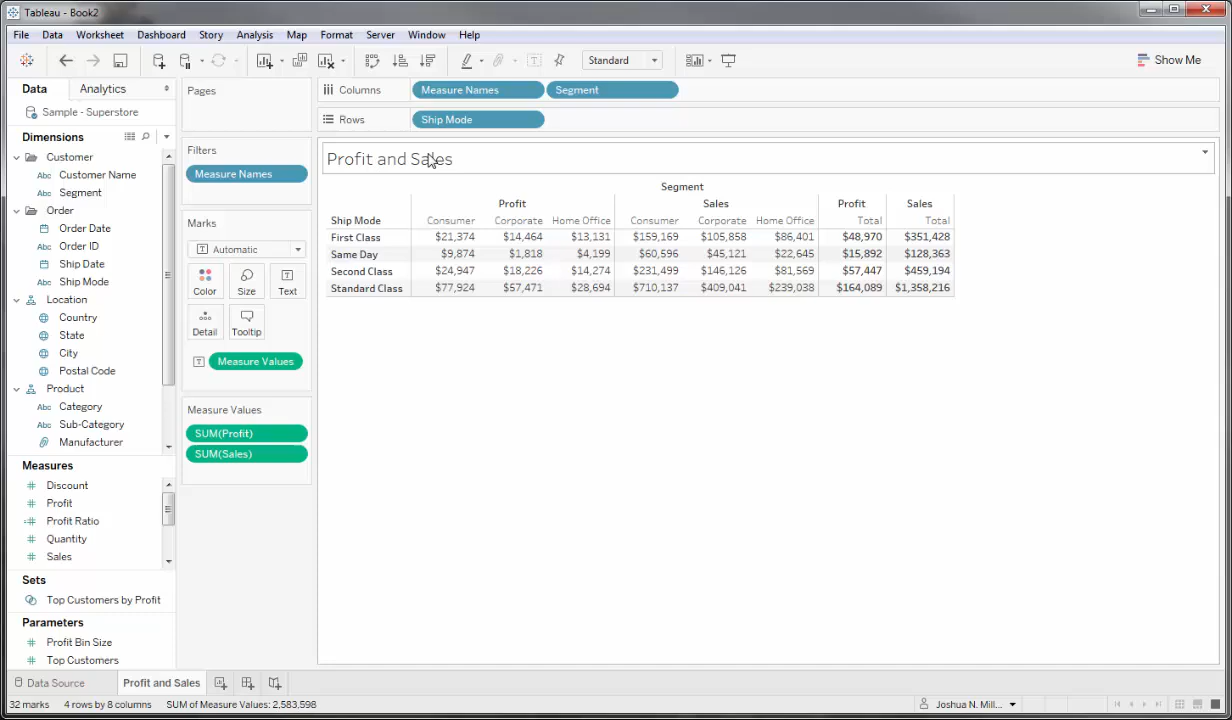 Tableau - Book2
File Data Worksheet Dashboard Story Analysis Map Format Server Window Help
Standard
Show Me
Data Analytics
Sample - Superstore
Dimensions
Customer
Abc Customer Name
Abc Segment
Order
Order Date
Abc Order ID
Ship Date
Abc Ship Mode
Location
Country
State
City
Postal Code
Product
Abc Category
Abc Sub-Category
Manufacturer
Measures
Discount
Profit
Profit Ratio
Quantity
Sales
Sets
Top Customers by Profit
Parameters
Profit Bin Size
Top Customers
Pages
Filters
Measure Names
Marks
Automatic
Color Size Text
Detail Tooltip
Measure Values
Measure Values
SUM(Profit)
SUM(Sales)
Columns Measure Names Segment
Rows Ship Mode
Profit and Sales
Segment
Profit Sales Profit Sales
Ship Mode Consumer Corporate Home Office Consumer Corporate Home Office Total Total
First Class $21,374 $14,464 $13,131 $159,169 $105,858 $86,401 $48,970 $351,428
Same Day $9,874 $1,818 $4,199 $60,596 $45,121 $22,645 $15,892 $128,363
Second Class $24,947 $18,226 $14,274 $231,499 $146,126 $81,569 $57,447 $459,194
Standard Class $77,924 $57,471 $28,694 $710,137 $409,041 $239,038 $164,089 $1,358,216
Data Source Profit and Sales
32 marks 4 rows by 8 columns SUM of Measure Values: 2,583,598
Joshua N. Mill...